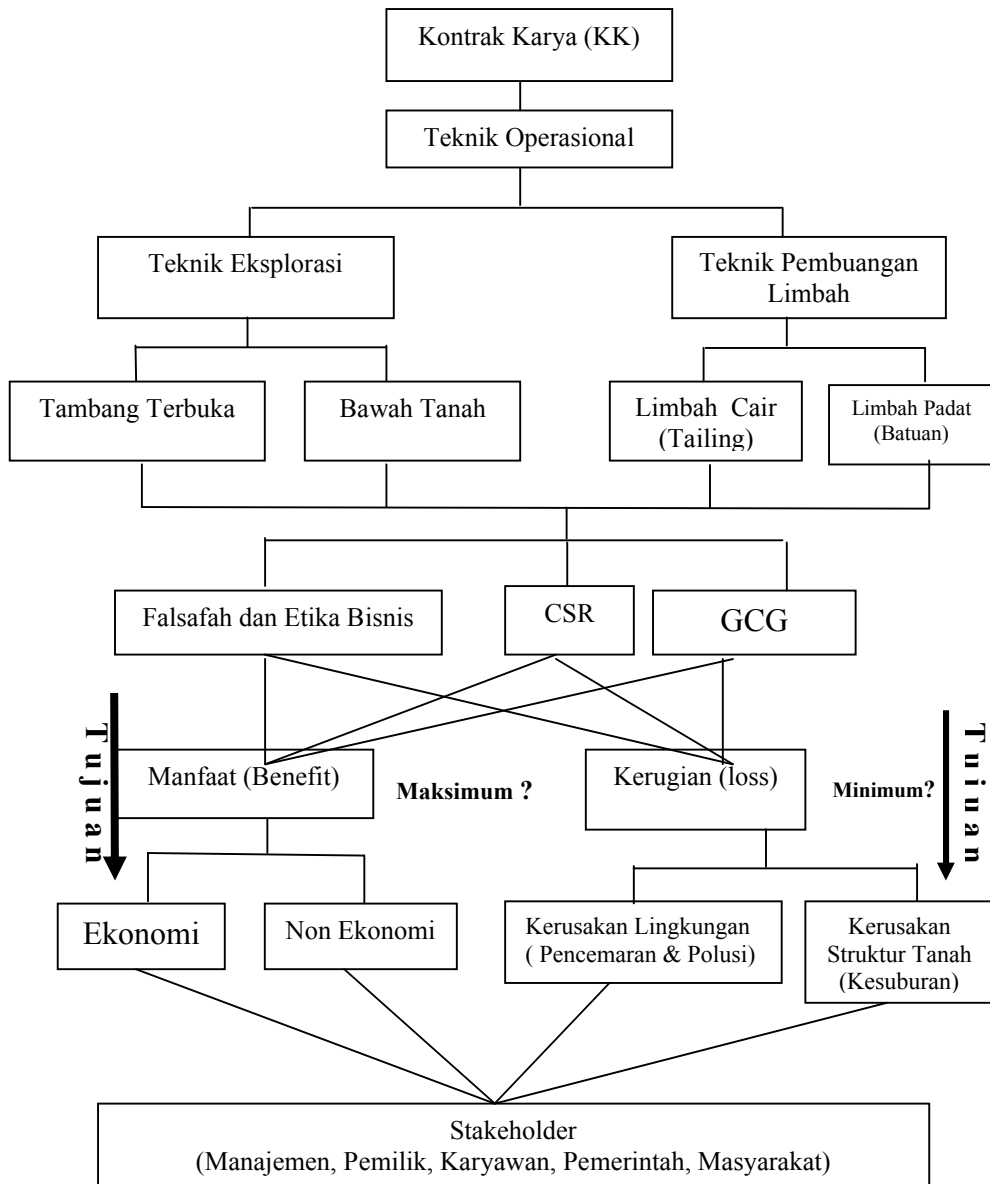 Kontrak Karya (KK)
Teknik Operasional
Teknik Eksplorasi
Teknik Pembuangan
Limbah
Tambang Terbuka
Bawah Tanah
Limbah Cair
(Tailing)
Limbah Padat
(Batuan)
Falsafah dan Etika Bisnis
CSR
GCG
Tujuan
Manfaat (Benefit)
Maksimum ?
Kerugian (loss)
Minimum?
Tuiuan
Ekonomi
Non Ekonomi
Kerusakan Lingkungan
( Pencemaran & Polusi)
Kerusakan
Struktur Tanah
(Kesuburan)
Stakeholder
(Manajemen, Pemilik, Karyawan, Pemerintah, Masyarakat)